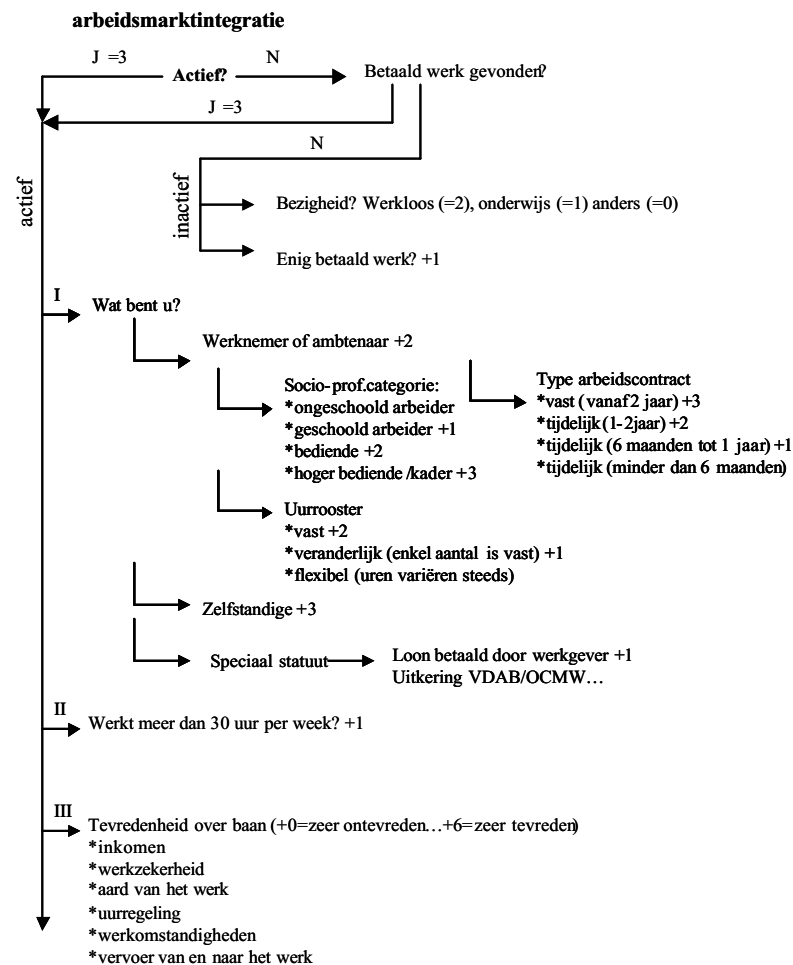 arbeidsmarktintegratie
J =3
Actief?
N
Betaald werk gevonden?
J =3
N
actief
inactief
Bezigheid? Werkloos (=2), onderwijs (=1) anders (=0)
Enig betaald werk? +1
I
Wat bent u?
Werknemer of ambtenaar +2
Socio-prof.categorie:
*ongeschoold arbeider
*geschoold arbeider +1
*bediende +2
*hoger bediende /kader +3
Type arbeidscontract
*vast (vanaf 2 jaar) +3
*tijdelijk (1-2jaar) +2
*tijdelijk (6 maanden tot 1 jaar) +1
*tijdelijk (minder dan 6 maanden)
Uurrooster
*vast +2
*veranderlijk (enkel aantal is vast) +1
*flexibel (uren variëren steeds)
Zelfstandige +3
Speciaal statuut
Loon betaald door werkgever +1
Uitkering VDAB/OCMW…
II
Werkt meer dan 30 uur per week? +1
III
Tevredenheid over baan (+0=zeer ontevreden…+6=zeer tevreden)
*inkomen
*werkzekerheid
*aard van het werk
*uurregeling
*werkomstandigheden
*vervoer van en naar het werk